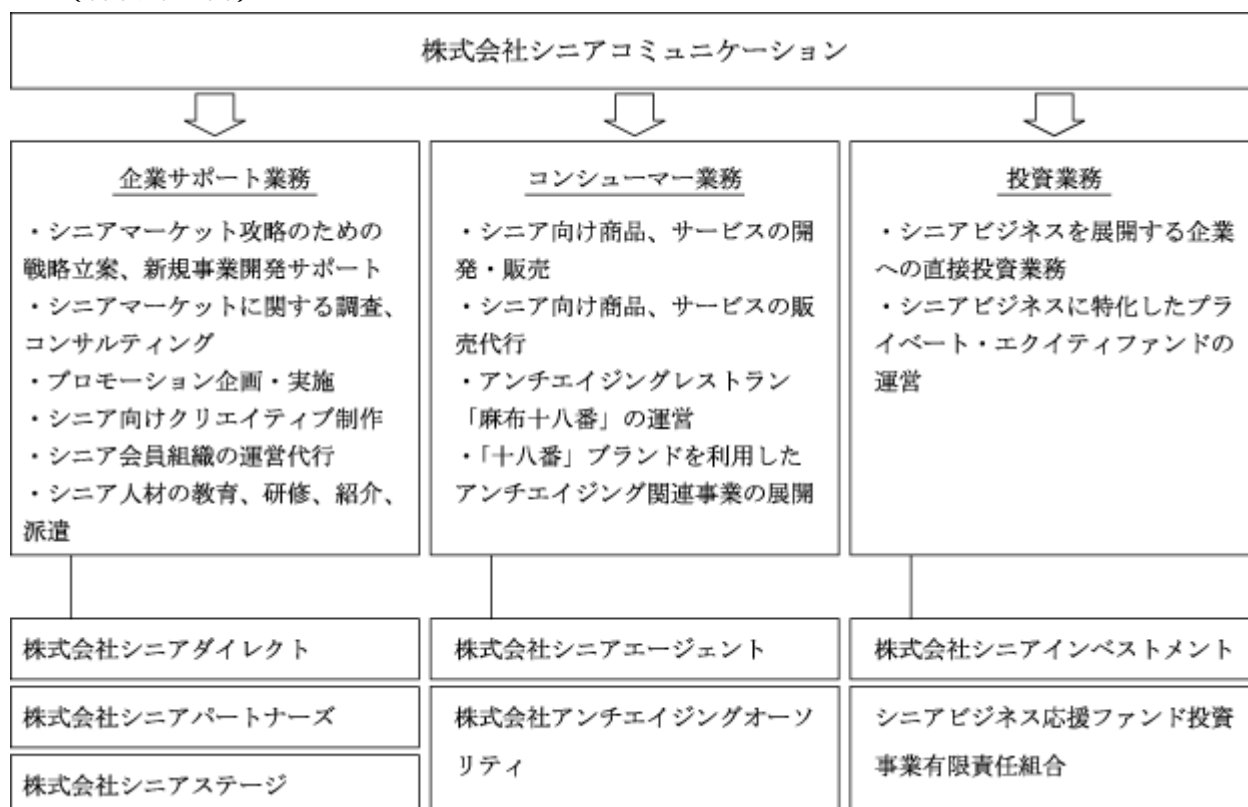 株式会社シニアコミュニケーション
企業サポート業務
・シニアマーケット攻略のための
戦略立案、新規事業開発サポート
・シニアマーケットに関する調査、
コンサルティング
・プロモーション企画・実施
・シニア向けクリエイティブ制作
・シニア会員組織の運営代行
・シニア人材の教育、研修、紹介、
派遣
株式会社シニアダイレクト
株式会社シニアパートナーズ
株式会社シニアステージ
コンシューマー業務
・シニア向け商品、サービスの開
発・販売
・シニア向け商品、サービスの販
売代行
・アンチエイジングレストラン
「麻布十八番」の運営
・「十八番」ブランドを利用した
アンチエイジング関連事業の展開
株式会社シニアエージェント
株式会社アンチエイジングオーソ
リティ
投資業務
・シニアビジネスを展開する企業
への直接投資業務
・シニアビジネスに特化したプラ
イベート・エクイティファンドの
運営
株式会社シニアインベストメント
シニアビジネス応援ファンド投資
事業有限責任組合